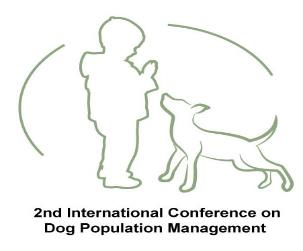 2nd International Conference on
Dog Population Management